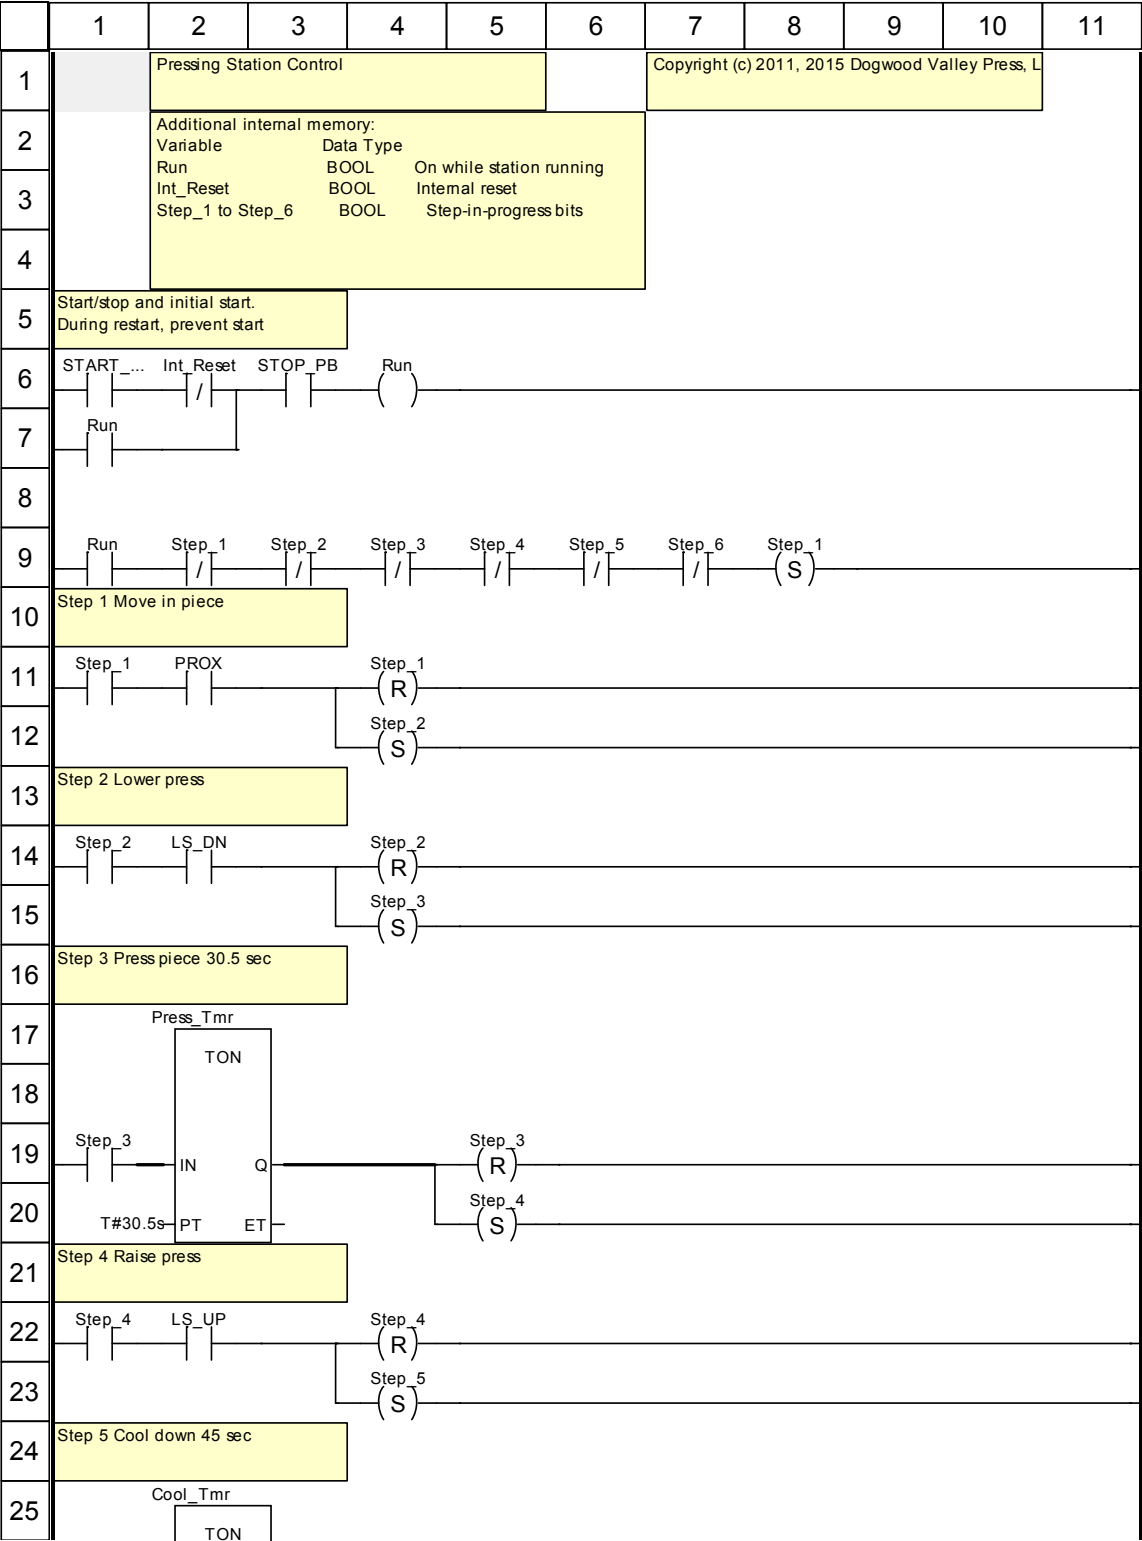 1 2 3 4 5 6 7 8 9 10 11
1 Pressing Station Control Copyright (c) 2011, 2015 Dogwood Valley Press, L
2 Additional internal memory:
Variable Data Type
Run BOOL On while station running
3 Int_Reset BOOL Internal reset
Step_1 to Step_6 BOOL Step-in-progress bits
4
5 Start/stop and initial start.
During restart, prevent start
START_... Int_Reset STOP_PB Run
6 / ( )
Run
7
8
Run Step_1 Step_2 Step_3 Step_4 Step_5 Step_6 Step_1
9 / / / / / / (S)
10 Step 1 Move in piece
Step_1 PROX Step_1
11 (R)
Step_2
12 (S)
13 Step 2 Lower press
Step_2 LS_DN Step_2
14 (R)
Step_3
15 (S)
16 Step 3 Press piece 30.5 sec
Press_Tmr
17 TON
18
Step_3 Step_3
19 IN Q (R)
Step_4
20 T#30.5s PT ET (S)
21 Step 4 Raise press
Step_4 LS_UP Step_4
22 (R)
Step_5
23 (S)
24 Step 5 Cool down 45 sec
Cool_Tmr
25 TON